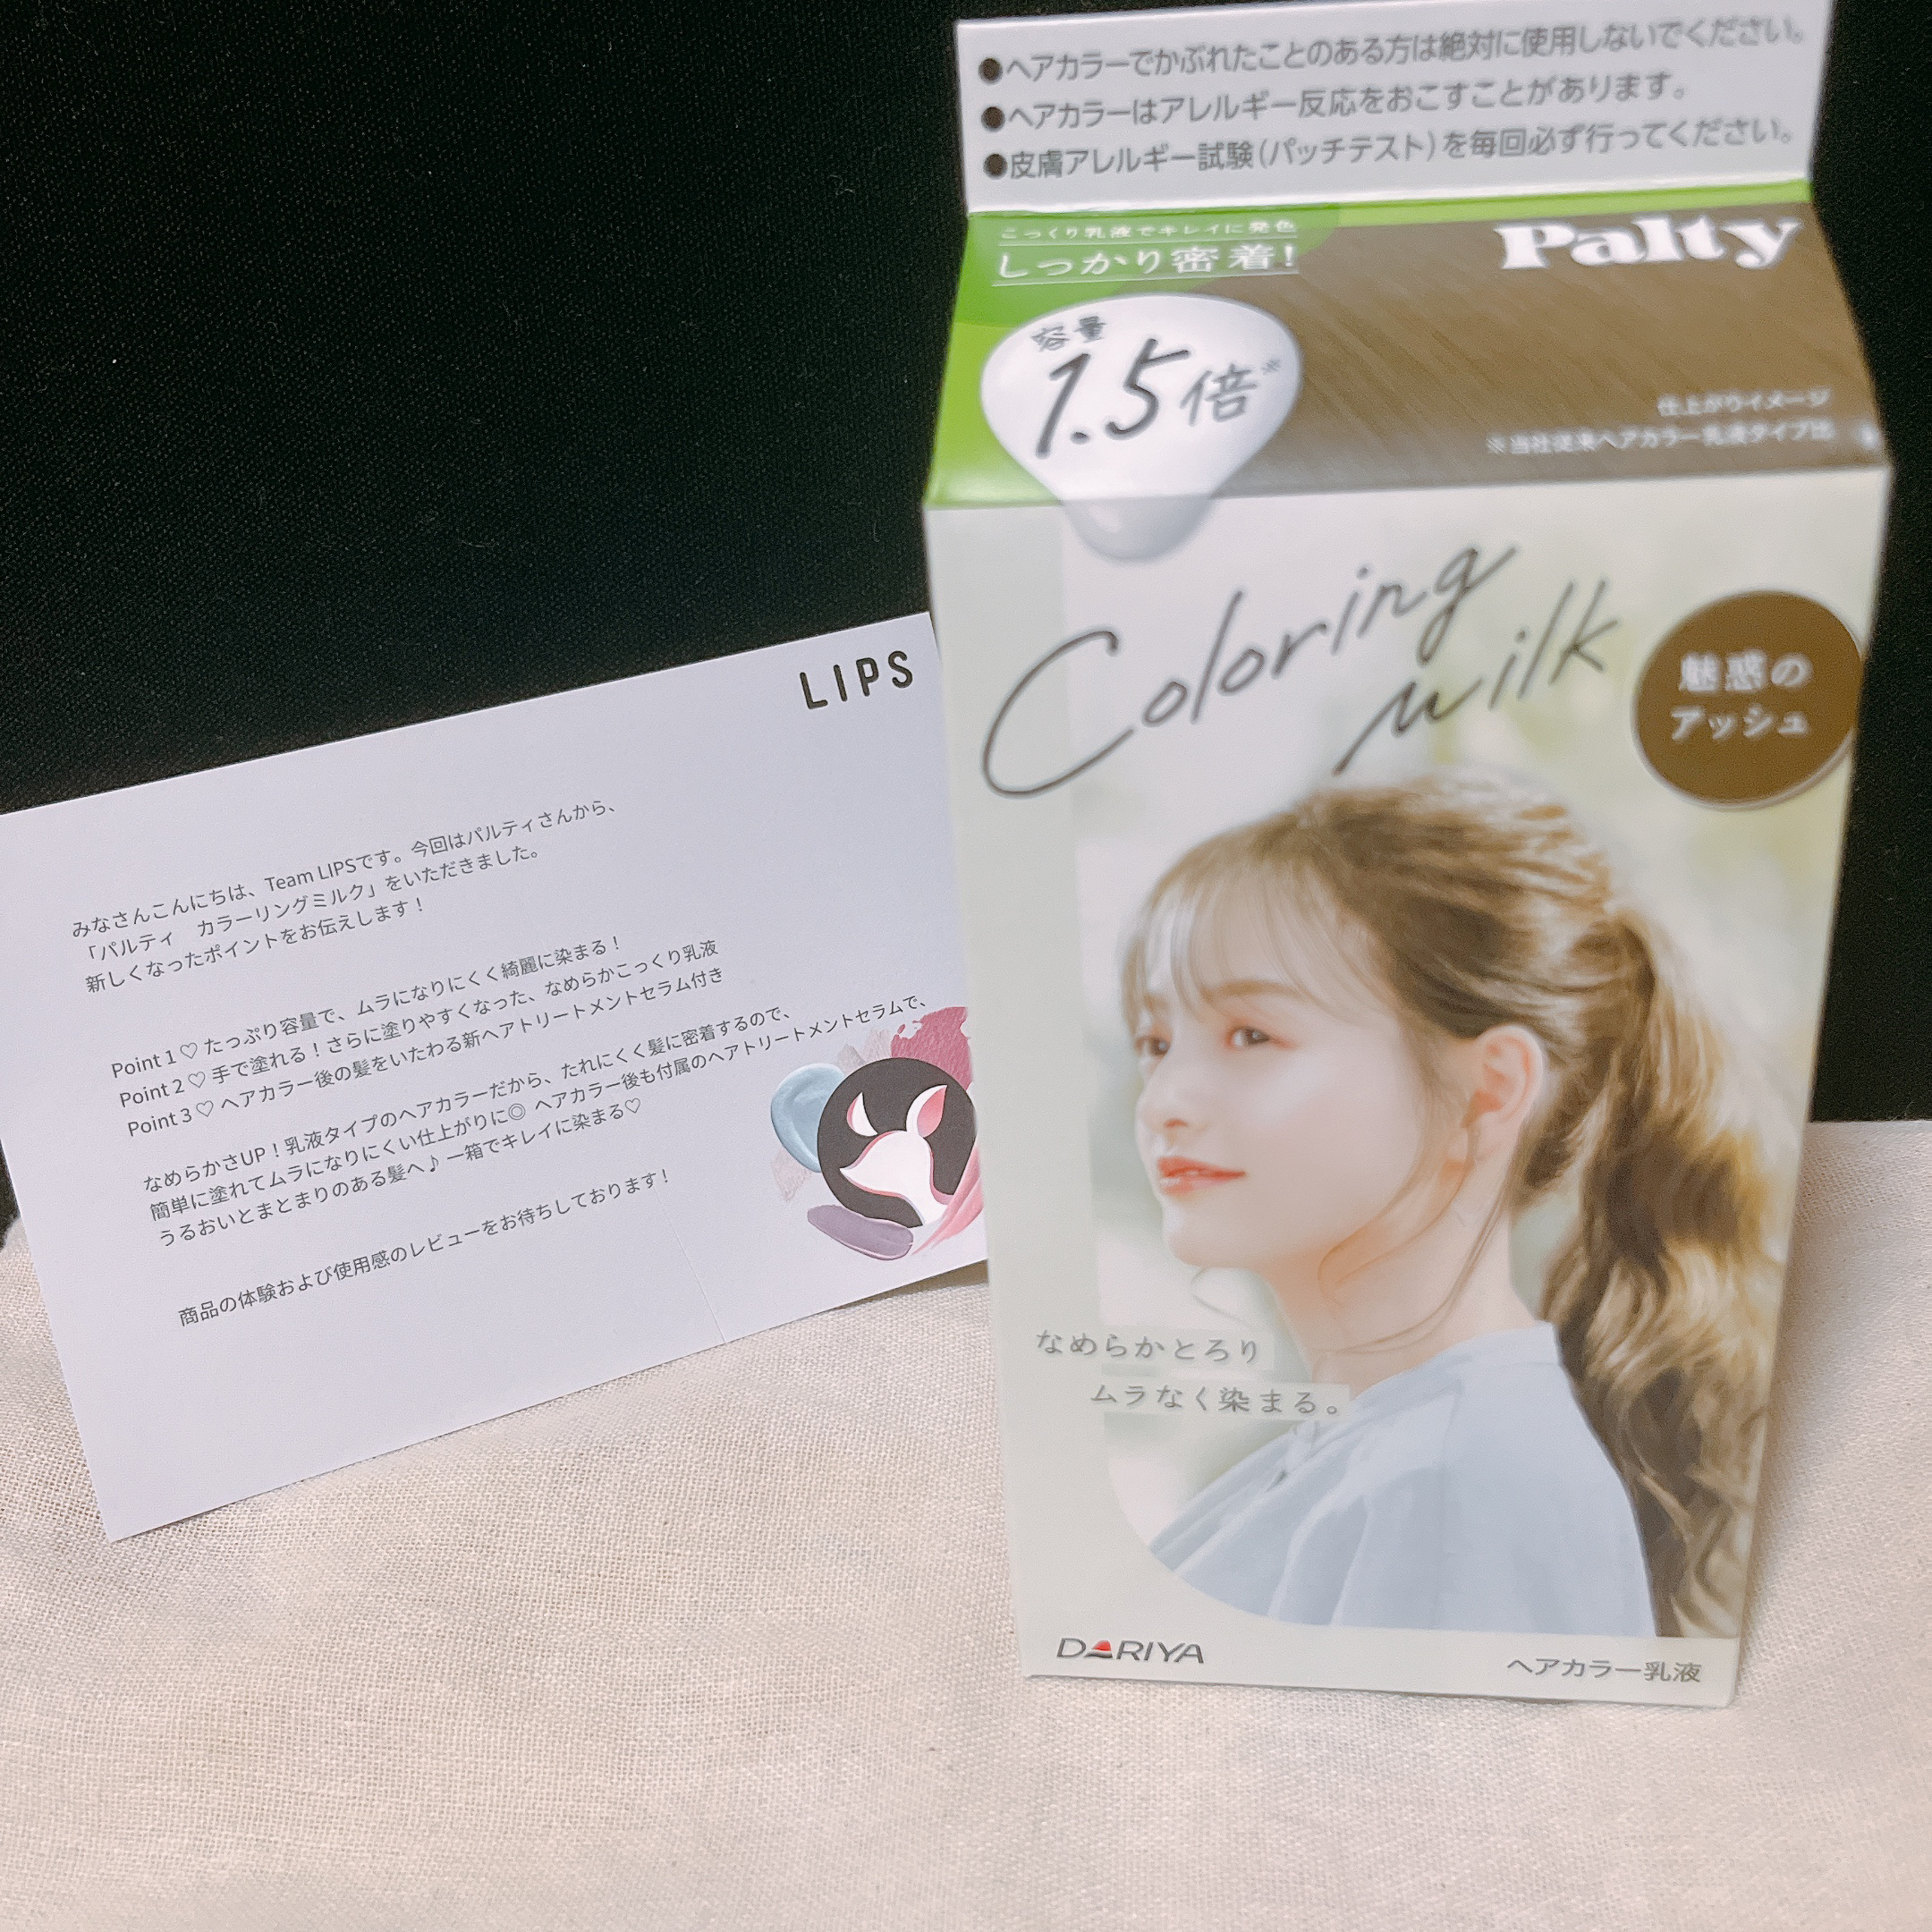 LIPS
みなさんこんにちは、Team LIPSです。今回はパルティさんから、
「パルティ　カラーリングミルク」をいただきました。
新しくなったポイントをお伝えします！
Point 1 ♡ たっぷり容量で、ムラになりにくく綺麗に染まる！
Point 2 ♡ 手で塗れる！さらに塗りやすくなった、なめらかこっくり乳液
Point 3 ♡ ヘアカラー後の髪をいたわる新ヘアトリートメントセラム付き
なめらかさUP！乳液タイプのヘアカラーだから、たれにくく髪に密着するので、
簡単に塗れてムラになりにくい仕上がりに◎ ヘアカラー後も付属のヘアトリートメントセラムで、
うるおいとまとまりのある髪へ♪ 一箱でキレイに染まる♡
商品の体験および使用感のレビューをお待ちしております！
●ヘアカラーでかぶれたことのある方は絶対に使用しないでください。
●ヘアカラーはアレルギー反応をおこすことがあります。
●皮膚アレルギー試験(パッチテスト)を毎回必ず行ってください。
こっくり乳液でキレイに発色
しっかり密着！
Palty
容量
1.5倍※
仕上がりイメージ
※当社従来ヘアカラー乳液タイプ比
Coloring
milk
魅惑の
アッシュ
なめらかとろり
ムラなく染まる。
DARIYA
ヘアカラー乳液